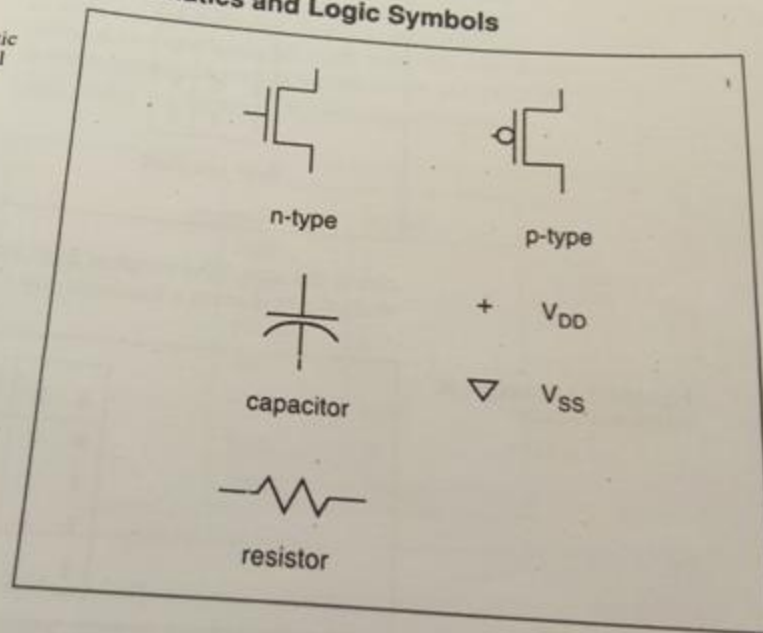 and Logic Symbols
n-type
p-type
+ VDD
capacitor
VSS
resistor